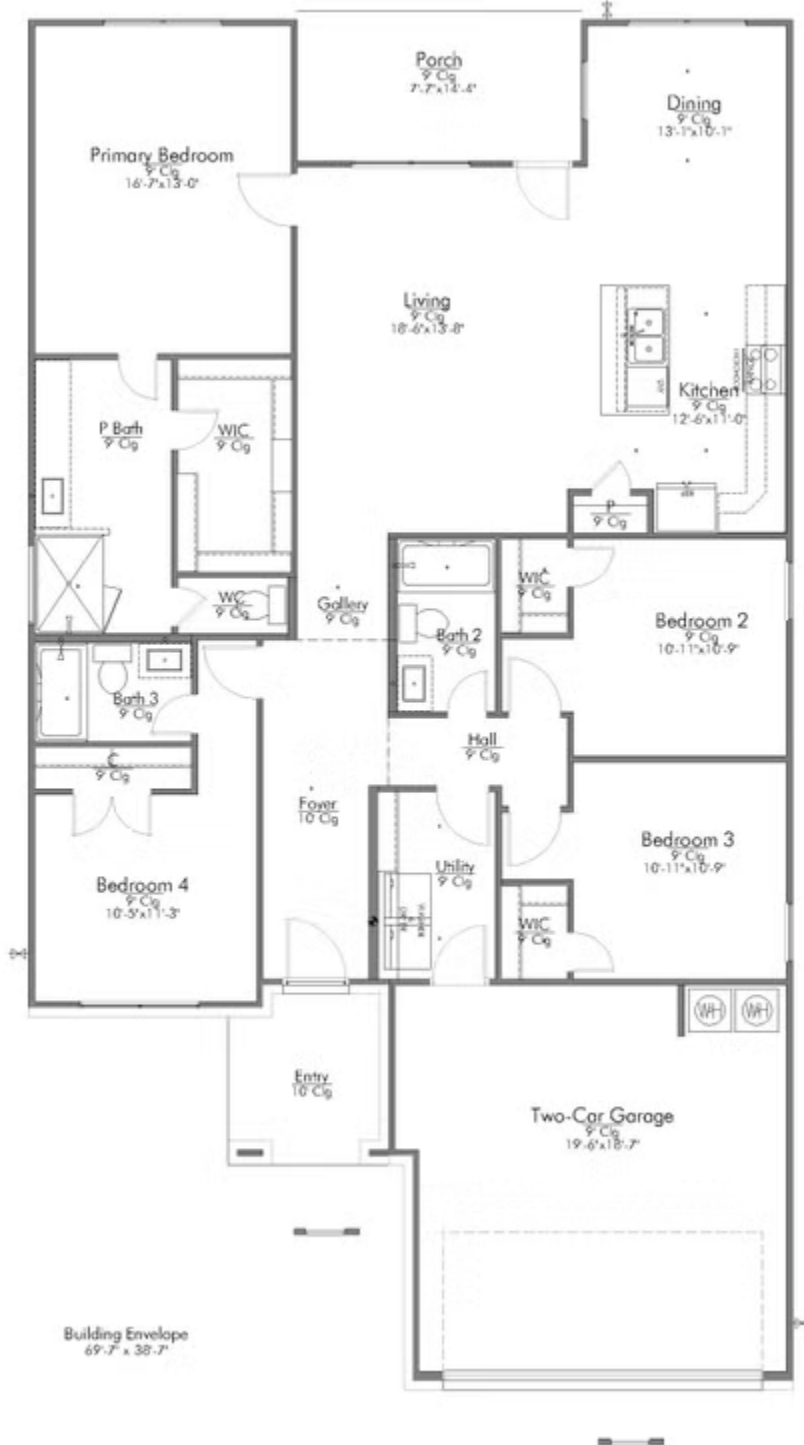 Porch
9' Clg
7'-7"x14'-4"
Dining
9' Clg
13'-1"x10'-1"
Primary Bedroom
9' Clg
16'-7"x13'-0"
Living
9' Clg
18'-6"x13'-8"
Kitchen
9' Clg
12'-6"x11'-0"
P Bath
9' Clg
WIC
9' Clg
P
9' Clg
REF
DW
WC
9' Clg
Gallery
9' Clg
Bath 2
9' Clg
WIC
9' Clg
Bedroom 2
9' Clg
10'-11"x10'-9"
Bath 3
9' Clg
C
9' Clg
Hall
9' Clg
Foyer
10' Clg
Utility
9' Clg
WASHER
DRYER
Bedroom 3
9' Clg
10'-11"x10'-9"
Bedroom 4
9' Clg
10'-5"x11'-3"
WIC
9' Clg
WH
WH
Entry
10' Clg
Two-Car Garage
9' Clg
19'-6"x18'-7"
Building Envelope
69'-7" x 38'-7"